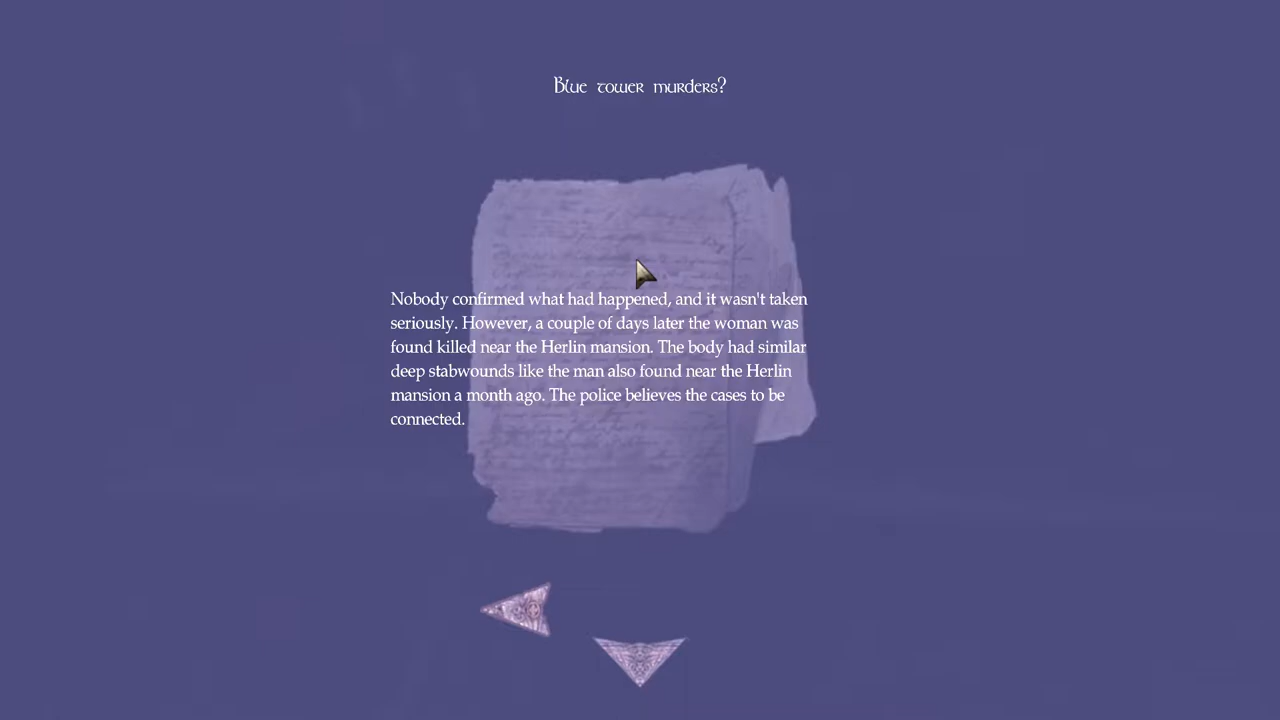 Blue tower murders?
Nobody confirmed what had happened, and it wasn't taken
seriously. However, a couple of days later the woman was
found killed near the Herlin mansion. The body had similar
deep stabwounds like the man also found near the Herlin
mansion a month ago. The police believes the cases to be
connected.